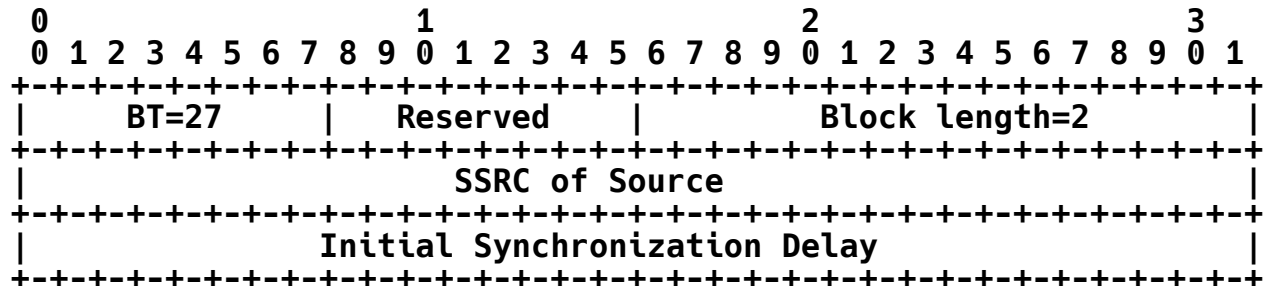 0                   1                   2                   3
 0 1 2 3 4 5 6 7 8 9 0 1 2 3 4 5 6 7 8 9 0 1 2 3 4 5 6 7 8 9 0 1
+-+-+-+-+-+-+-+-+-+-+-+-+-+-+-+-+-+-+-+-+-+-+-+-+-+-+-+-+-+-+-+-+
|     BT=27     |   Reserved    |         Block length=2        |
+-+-+-+-+-+-+-+-+-+-+-+-+-+-+-+-+-+-+-+-+-+-+-+-+-+-+-+-+-+-+-+-+
|                      SSRC of Source                           |
+-+-+-+-+-+-+-+-+-+-+-+-+-+-+-+-+-+-+-+-+-+-+-+-+-+-+-+-+-+-+-+-+
|               Initial Synchronization Delay                   |
+-+-+-+-+-+-+-+-+-+-+-+-+-+-+-+-+-+-+-+-+-+-+-+-+-+-+-+-+-+-+-+-+